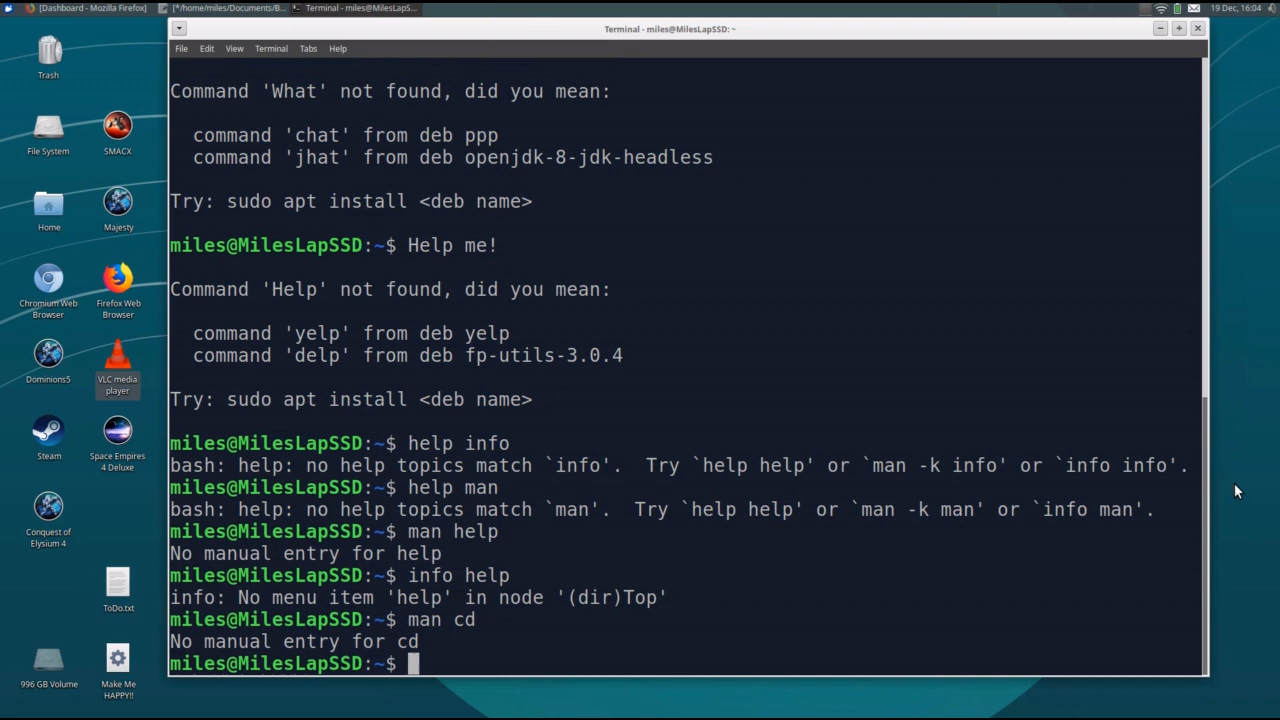 [Dashboard - Mozilla Firefox]
[*/home/miles/Documents/B...
Terminal - miles@MilesLapS...
19 Dec, 16:04
Terminal - miles@MilesLapSSD: ~
File Edit View Terminal Tabs Help
Command 'What' not found, did you mean:
command 'chat' from deb ppp
command 'jhat' from deb openjdk-8-jdk-headless
Try: sudo apt install <deb name>
miles@MilesLapSSD:~$ Help me!
Command 'Help' not found, did you mean:
command 'yelp' from deb yelp
command 'delp' from deb fp-utils-3.0.4
Try: sudo apt install <deb name>
miles@MilesLapSSD:~$ help info
bash: help: no help topics match `info'.  Try `help help' or `man -k info' or `info info'.
miles@MilesLapSSD:~$ help man
bash: help: no help topics match `man'.  Try `help help' or `man -k man' or `info man'.
miles@MilesLapSSD:~$ man help
No manual entry for help
miles@MilesLapSSD:~$ info help
info: No menu item 'help' in node '(dir)Top'
miles@MilesLapSSD:~$ man cd
No manual entry for cd
miles@MilesLapSSD:~$
Trash
File System
SMACX
Home
Majesty
Chromium Web
Browser
Firefox Web
Browser
Dominions5
VLC media
player
Steam
Space Empires
4 Deluxe
Conquest of
Elysium 4
ToDo.txt
996 GB Volume
Make Me
HAPPY!!